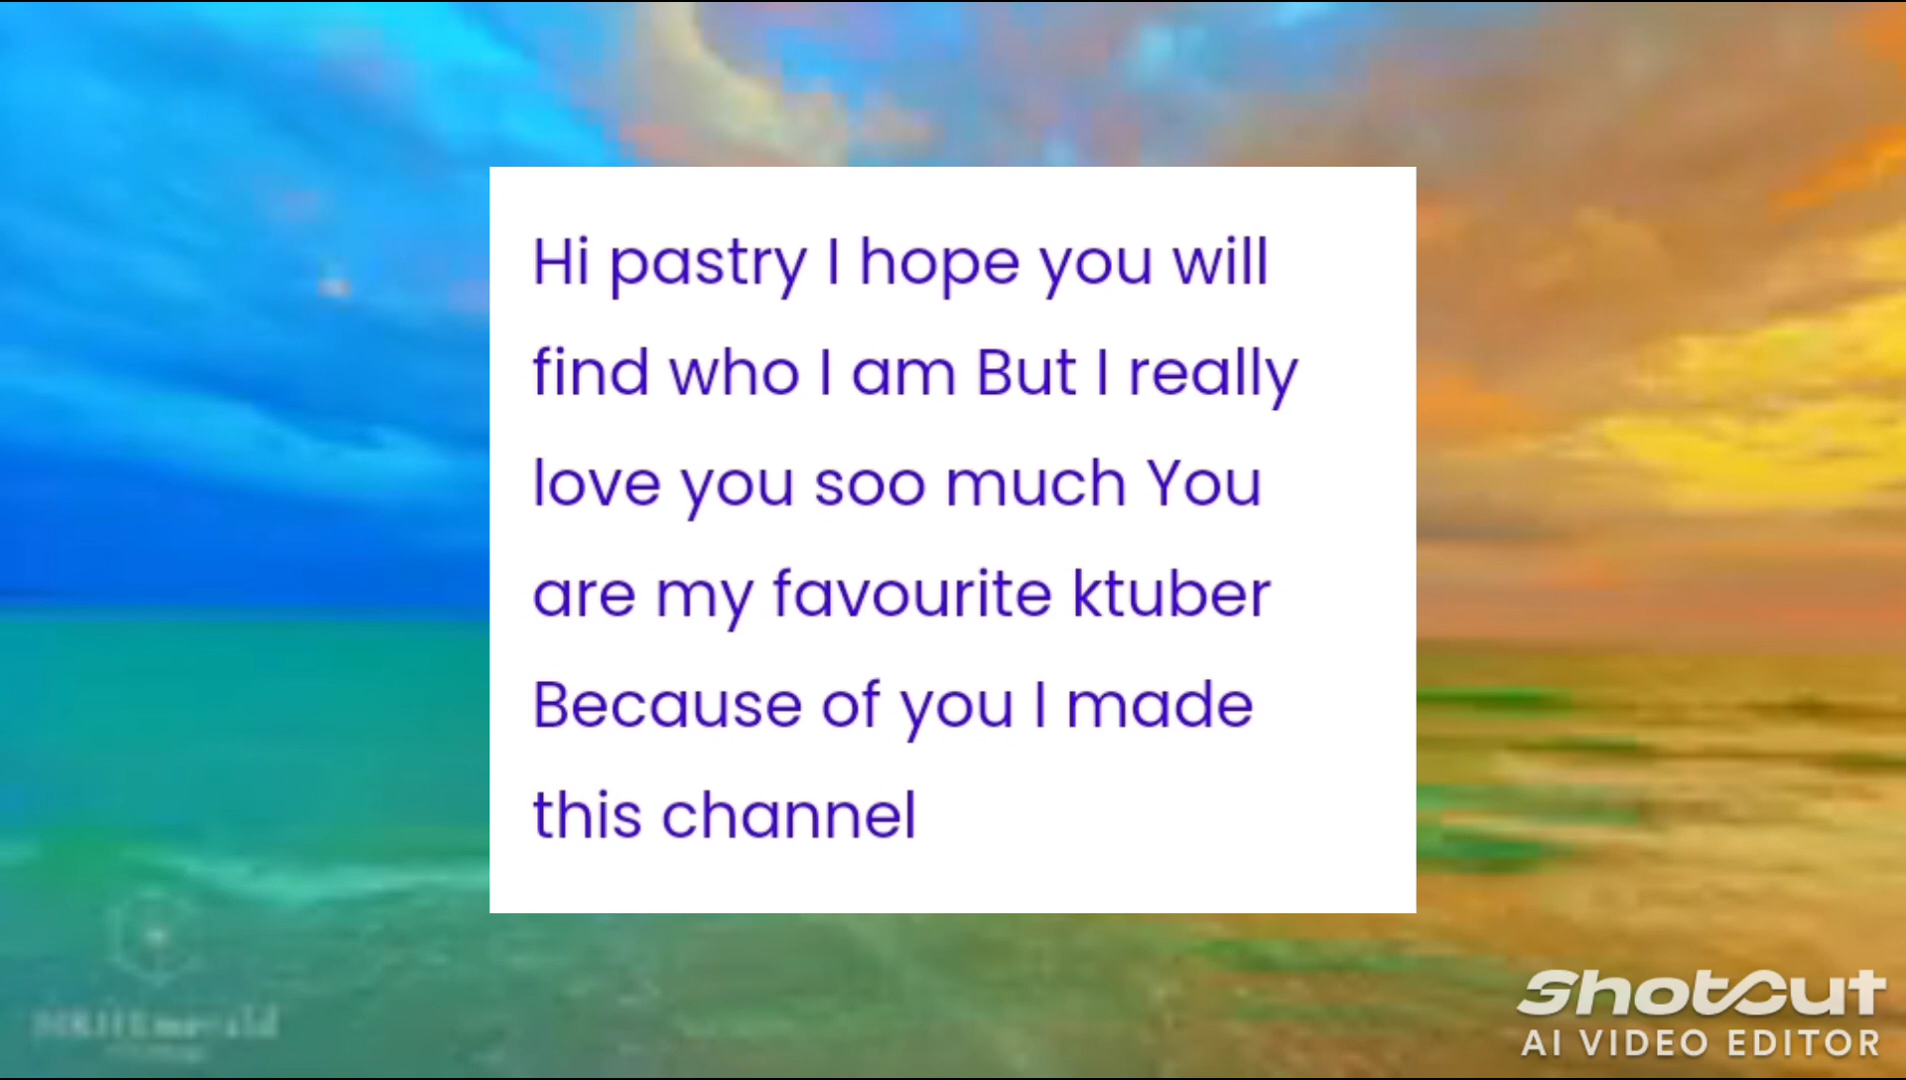 Hi pastry I hope you will
find who I am But I really
love you soo much You
are my favourite ktuber
Because of you I made
this channel
ShotCut
AI VIDEO EDITOR